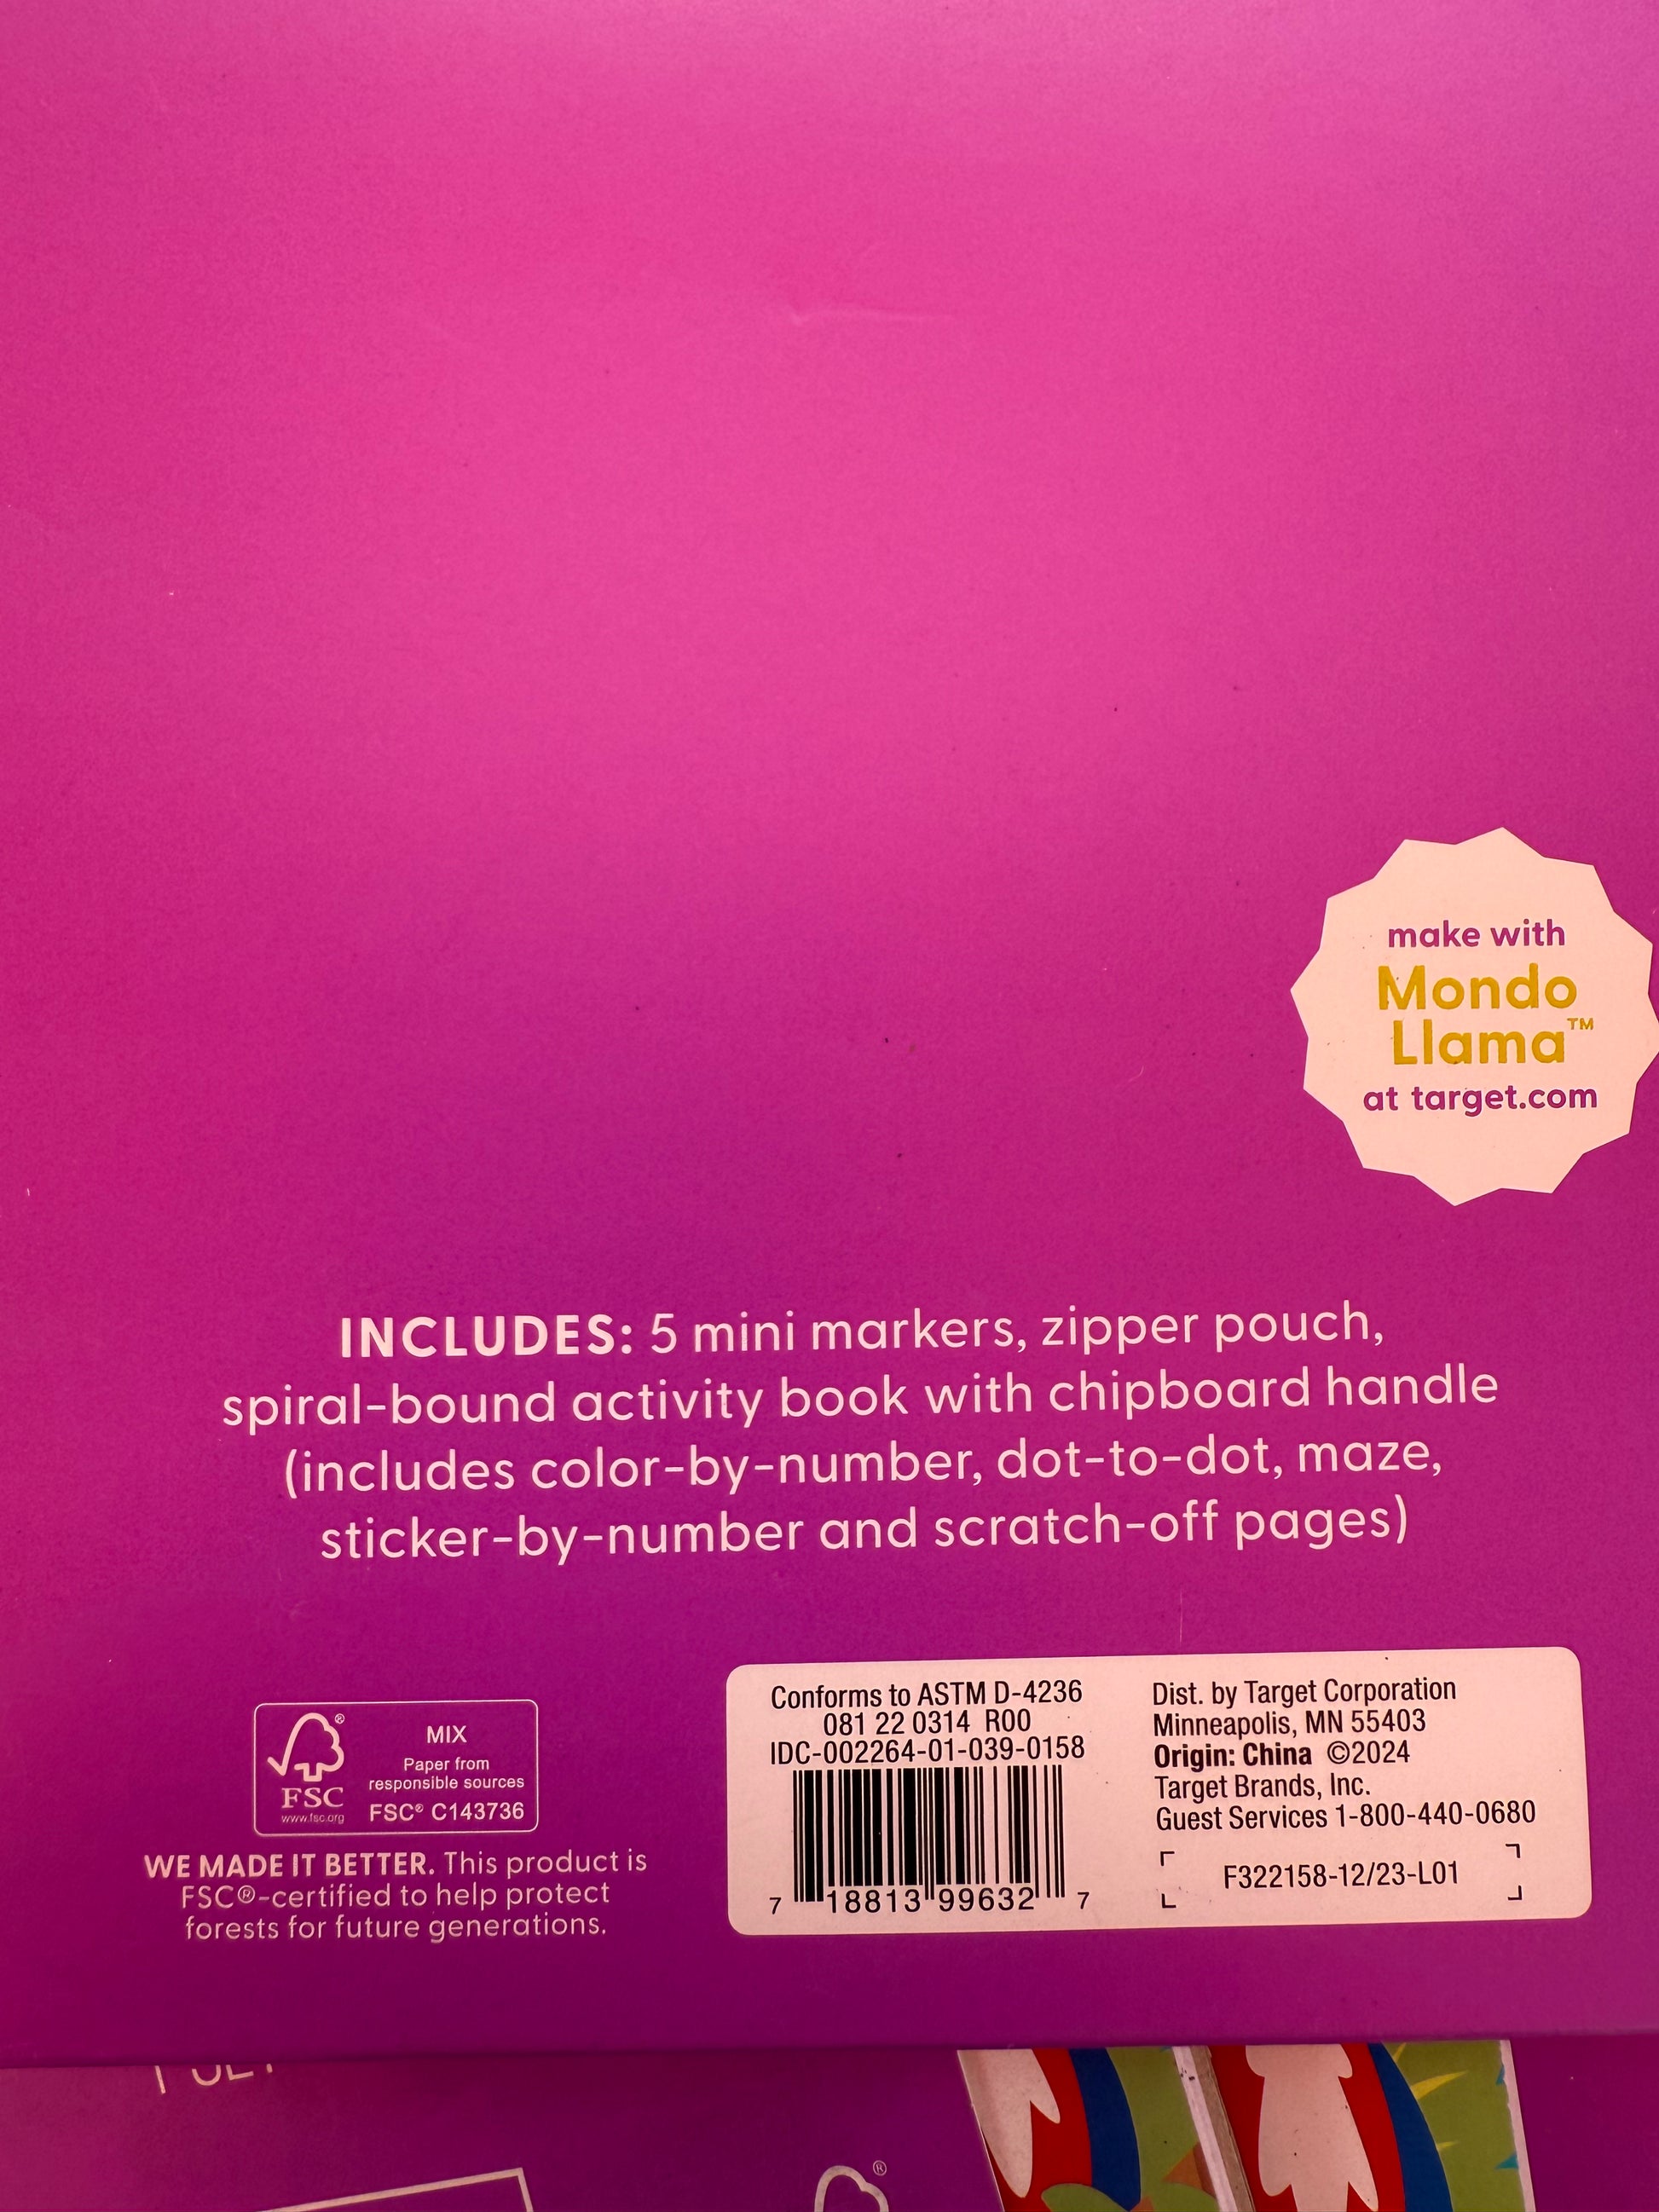 make with
Mondo
Llama™
at target.com
INCLUDES: 5 mini markers, zipper pouch,
spiral-bound activity book with chipboard handle
(includes color-by-number, dot-to-dot, maze,
sticker-by-number and scratch-off pages)
®
MIX
Paper from
responsible sources
FSC® C143736
FSC
www.fsc.org
WE MADE IT BETTER. This product is
FSC®-certified to help protect
forests for future generations.
Conforms to ASTM D-4236
081 22 0314 R00
IDC-002264-01-039-0158
7 18813 99632 7
Dist. by Target Corporation
Minneapolis, MN 55403
Origin: China ©2024
Target Brands, Inc.
Guest Services 1-800-440-0680
F322158-12/23-L01
®